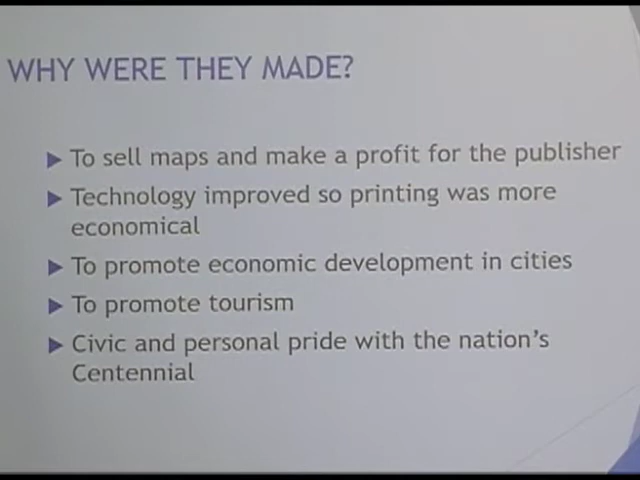 WHY WERE THEY MADE?
To sell maps and make a profit for the publisher
Technology improved so printing was more
economical
To promote economic development in cities
To promote tourism
Civic and personal pride with the nation's
Centennial